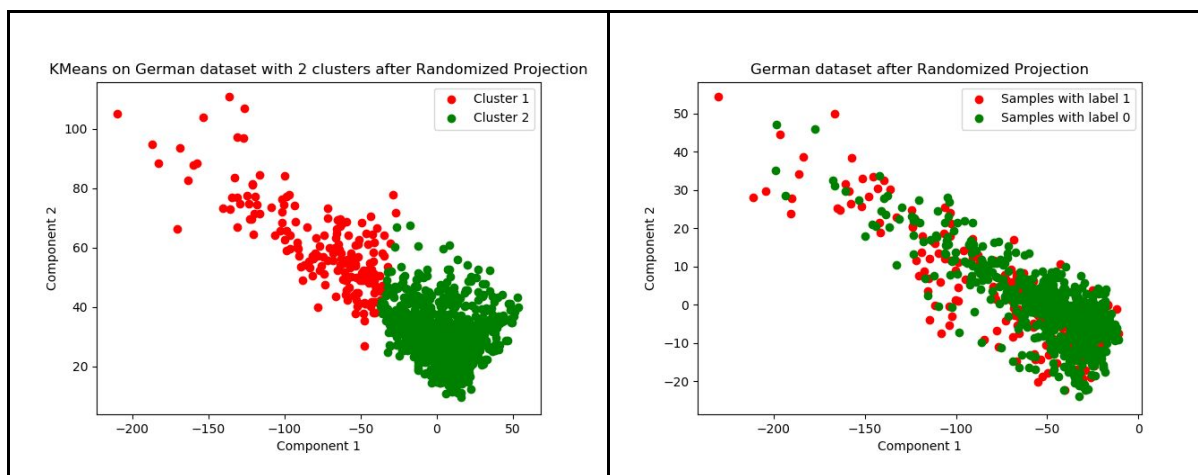 KMeans on German dataset with 2 clusters after Randomized Projection
Cluster 1
Cluster 2
Component 2
100
80
60
40
20
−200
−150
−100
−50
0
50
Component 1
German dataset after Randomized Projection
Samples with label 1
Samples with label 0
Component 2
50
40
30
20
10
0
−10
−20
−200
−150
−100
−50
0
Component 1